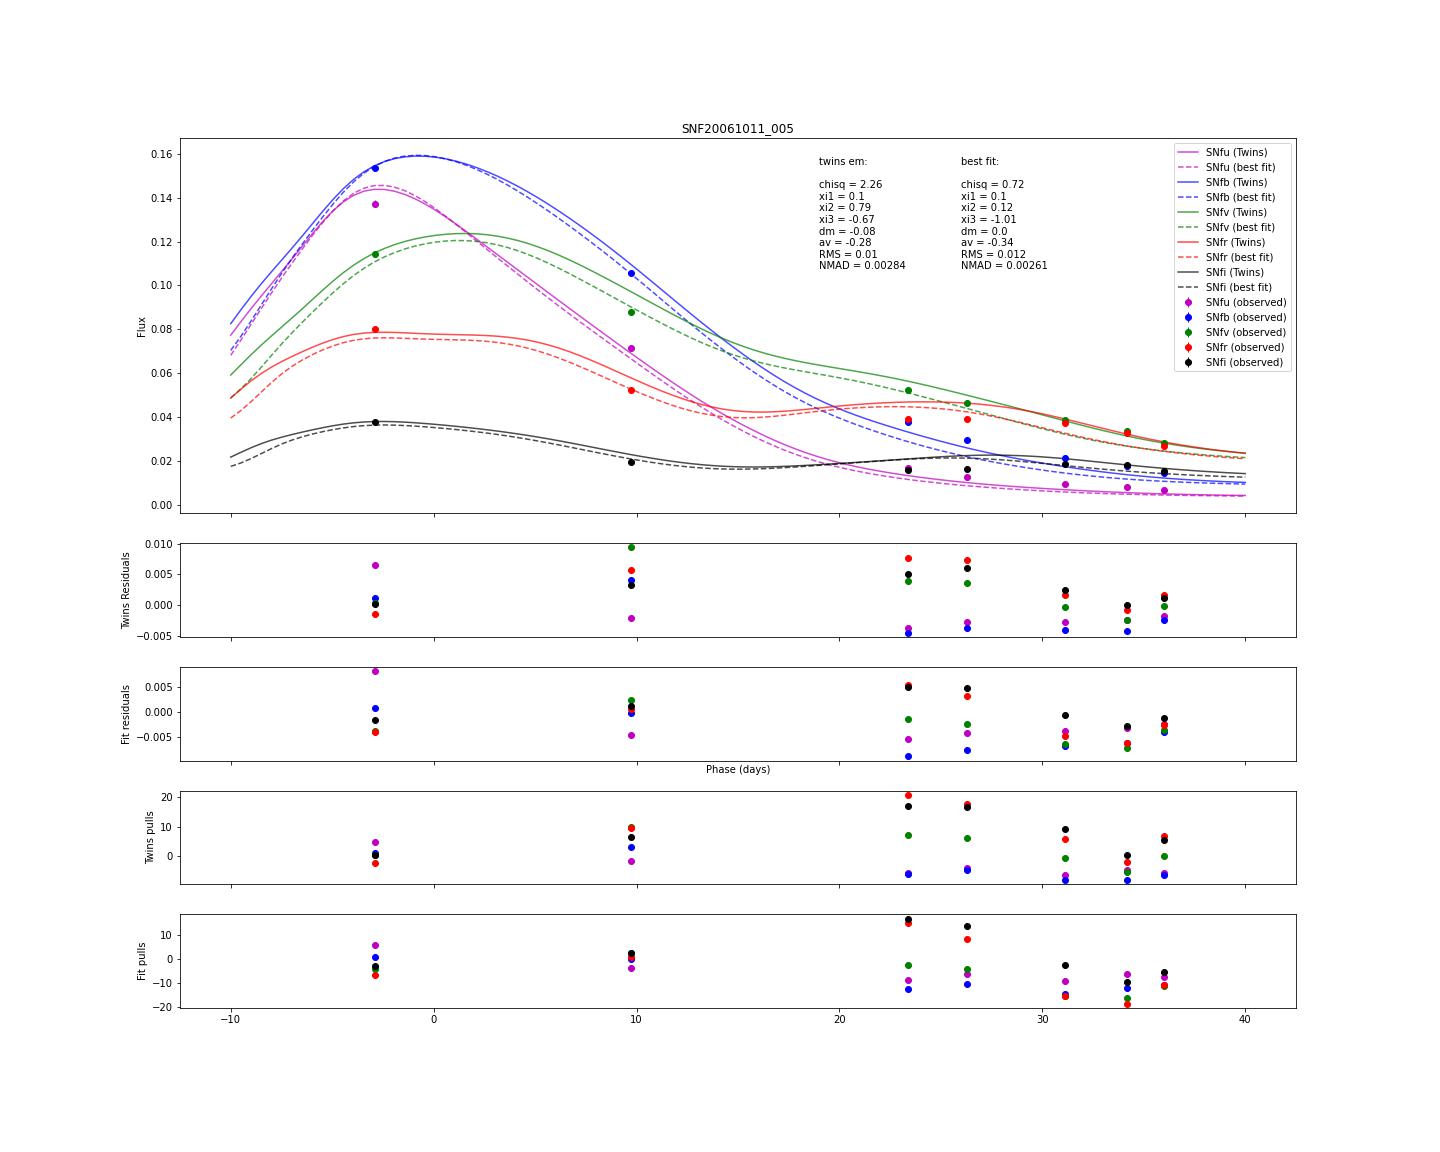 SNF20061011_005
0.16
0.14
0.12
0.10
0.08
0.06
0.04
0.02
0.00
Flux
twins em:
chisq = 2.26
xi1 = 0.1
xi2 = 0.79
xi3 = -0.67
dm = -0.08
av = -0.28
RMS = 0.01
NMAD = 0.00284
best fit:
chisq = 0.72
xi1 = 0.1
xi2 = 0.12
xi3 = -1.01
dm = 0.0
av = -0.34
RMS = 0.012
NMAD = 0.00261
SNfu (Twins)
SNfu (best fit)
SNfb (Twins)
SNfb (best fit)
SNfv (Twins)
SNfv (best fit)
SNfr (Twins)
SNfr (best fit)
SNfi (Twins)
SNfi (best fit)
SNfu (observed)
SNfb (observed)
SNfv (observed)
SNfr (observed)
SNfi (observed)
0.010
0.005
0.000
−0.005
Twins Residuals
0.005
0.000
−0.005
Fit residuals
Phase (days)
20
10
0
Twins pulls
10
0
−10
−20
Fit pulls
−10
0
10
20
30
40